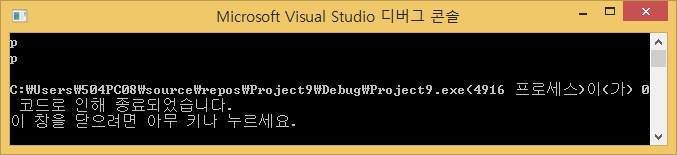 Microsoft Visual Studio 디버그 콘솔
p
p
C:₩Users₩504PC08₩source₩repos₩Project9₩Debug₩Project9.exe(4916 프로세스)이(가) 0
코드로 인해 종료되었습니다.
이 창을 닫으려면 아무 키나 누르세요.